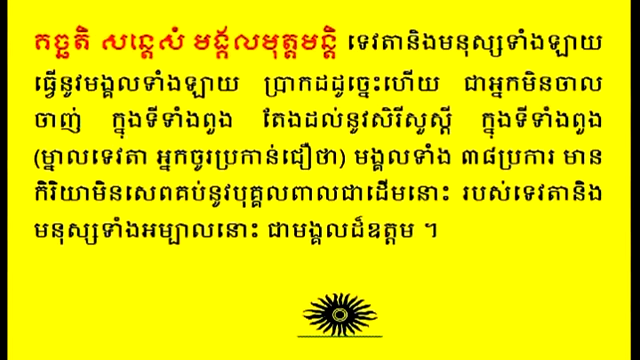 គច្ឆតិ សន្តេសំ មង្គលមុត្តមន្តិ ទេវតានិងមនុស្សទាំងឡាយ
ធ្វើនូវមង្គលទាំងឡាយ ប្រាកដដូច្នេះហើយ ជាអ្នកមិនចាល
ចាញ់ ក្នុងទីទាំងពួង តែងដល់នូវសិរីសួស្តី ក្នុងទីទាំងពួង
(ម្នាលទេវតា អ្នកចូរប្រកាន់ជឿថា) មង្គលទាំង ៣៨ប្រការ មាន
កិរិយាមិនសេពគប់នូវបុគ្គលពាលជាដើមនោះ របស់ទេវតានិង
មនុស្សទាំងអម្បាលនោះ ជាមង្គលដ៏ឧត្តម ។